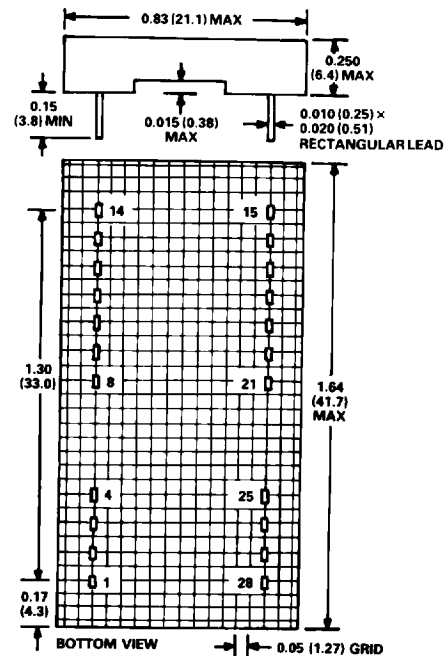 0.83 (21.1) MAX
0.250
(6.4) MAX
0.15
(3.8) MIN
0.015 (0.38)
MAX
0.010 (0.25) ×
0.020 (0.51)
RECTANGULAR LEAD
14
15
1.30
(33.0)
8
21
1.64
(41.7)
MAX
4
25
1
28
0.17
(4.3)
BOTTOM VIEW
0.05 (1.27) GRID